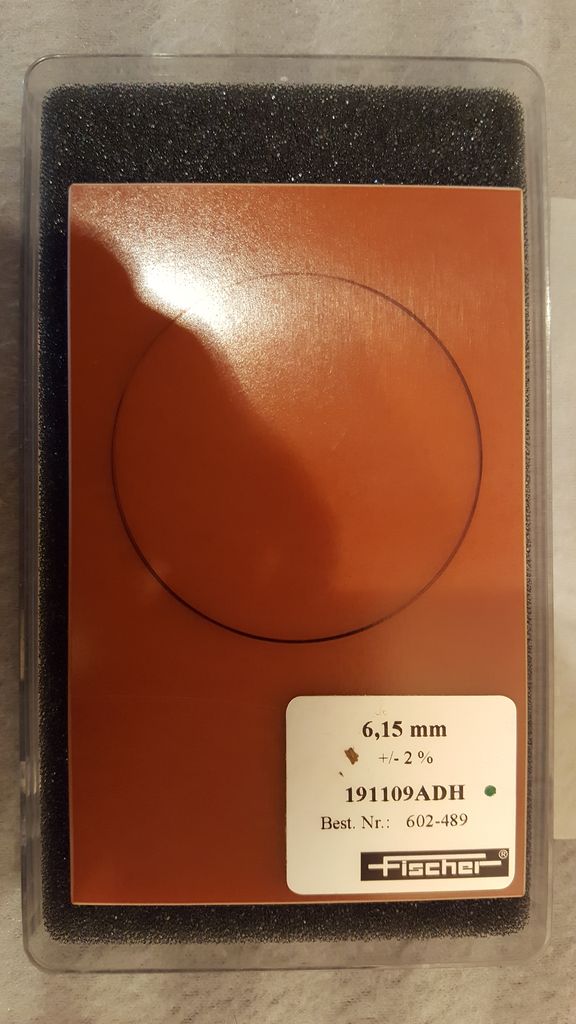 6,15 mm
+/- 2 %
191109ADH
Best. Nr.: 602-489
Fischer®